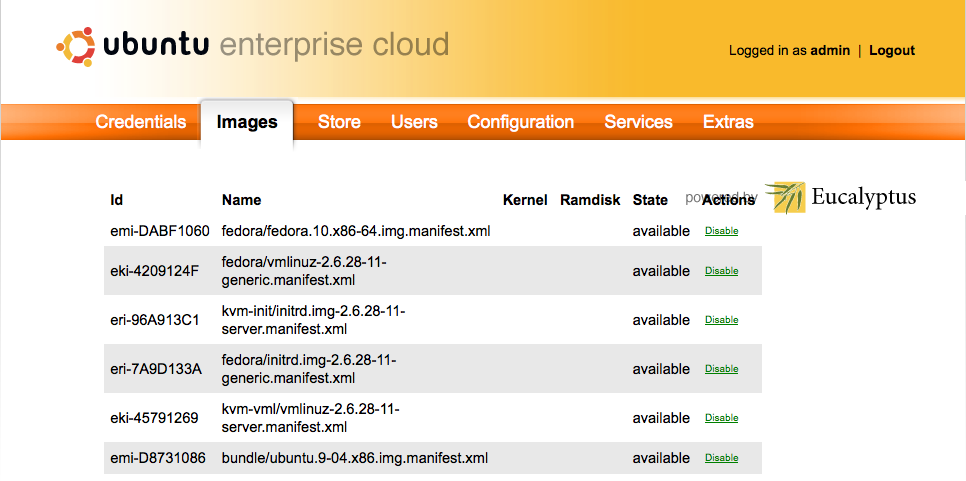 ubuntu enterprise cloud
Logged in as admin | Logout
Credentials Images Store Users Configuration Services Extras
powered by Eucalyptus
Id Name Kernel Ramdisk State Actions
emi-DABF1060 fedora/fedora.10.x86-64.img.manifest.xml available Disable
eki-4209124F fedora/vmlinuz-2.6.28-11-
generic.manifest.xml available Disable
eri-96A913C1 kvm-init/initrd.img-2.6.28-11-
server.manifest.xml available Disable
eri-7A9D133A fedora/initrd.img-2.6.28-11-
generic.manifest.xml available Disable
eki-45791269 kvm-vml/vmlinuz-2.6.28-11-
server.manifest.xml available Disable
emi-D8731086 bundle/ubuntu.9-04.x86.img.manifest.xml available Disable